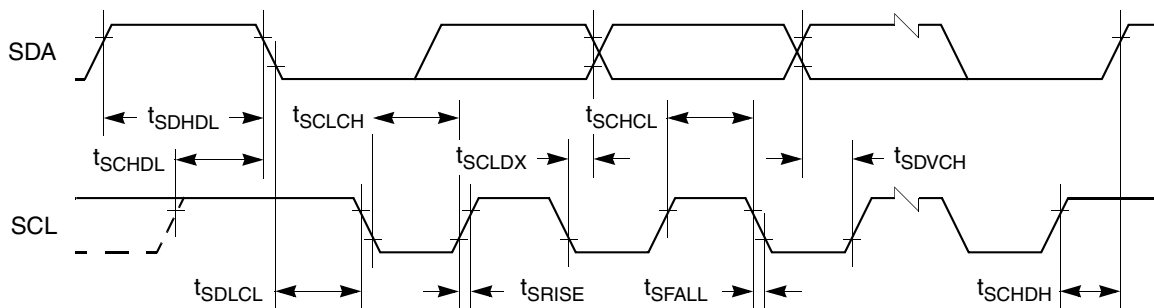 SDA
tSDHDL
tSCLCH
tSCHCL
tSCHDL
tSCLDX
tSDVCH
SCL
tSDLCL
tSRISE
tSFALL
tSCHDH